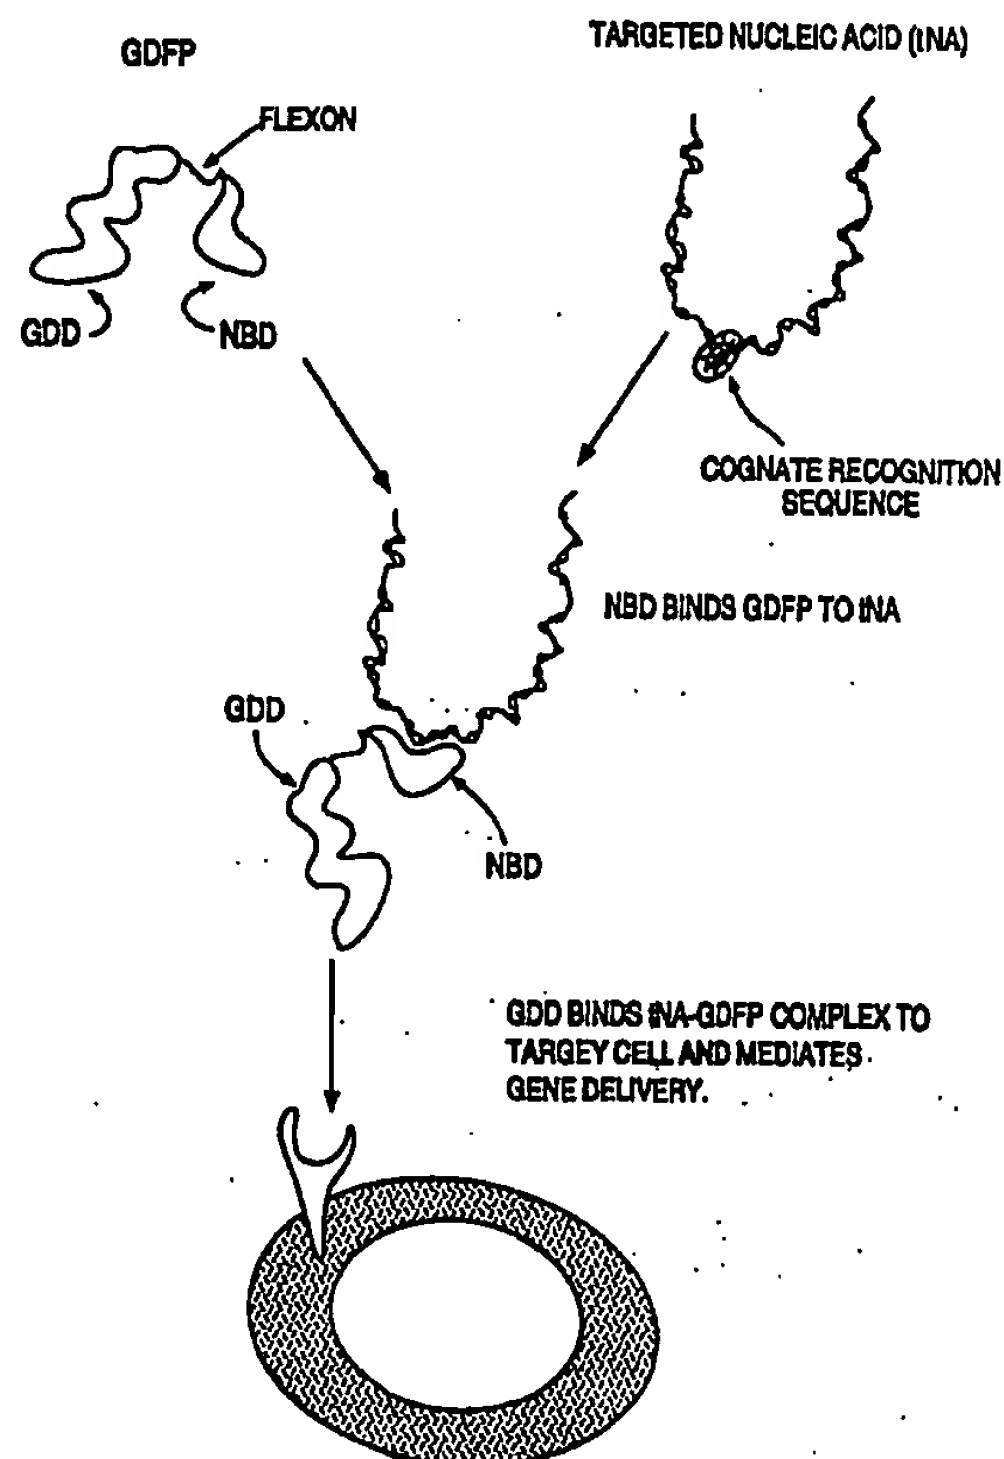 GDFP
TARGETED NUCLEIC ACID (tNA)
FLEXON
GDD
NBD
COGNATE RECOGNITION
SEQUENCE
NBD BINDS GDFP TO tNA
GDD
NBD
GDD BINDS tNA-GDFP COMPLEX TO
TARGEY CELL AND MEDIATES
GENE DELIVERY.